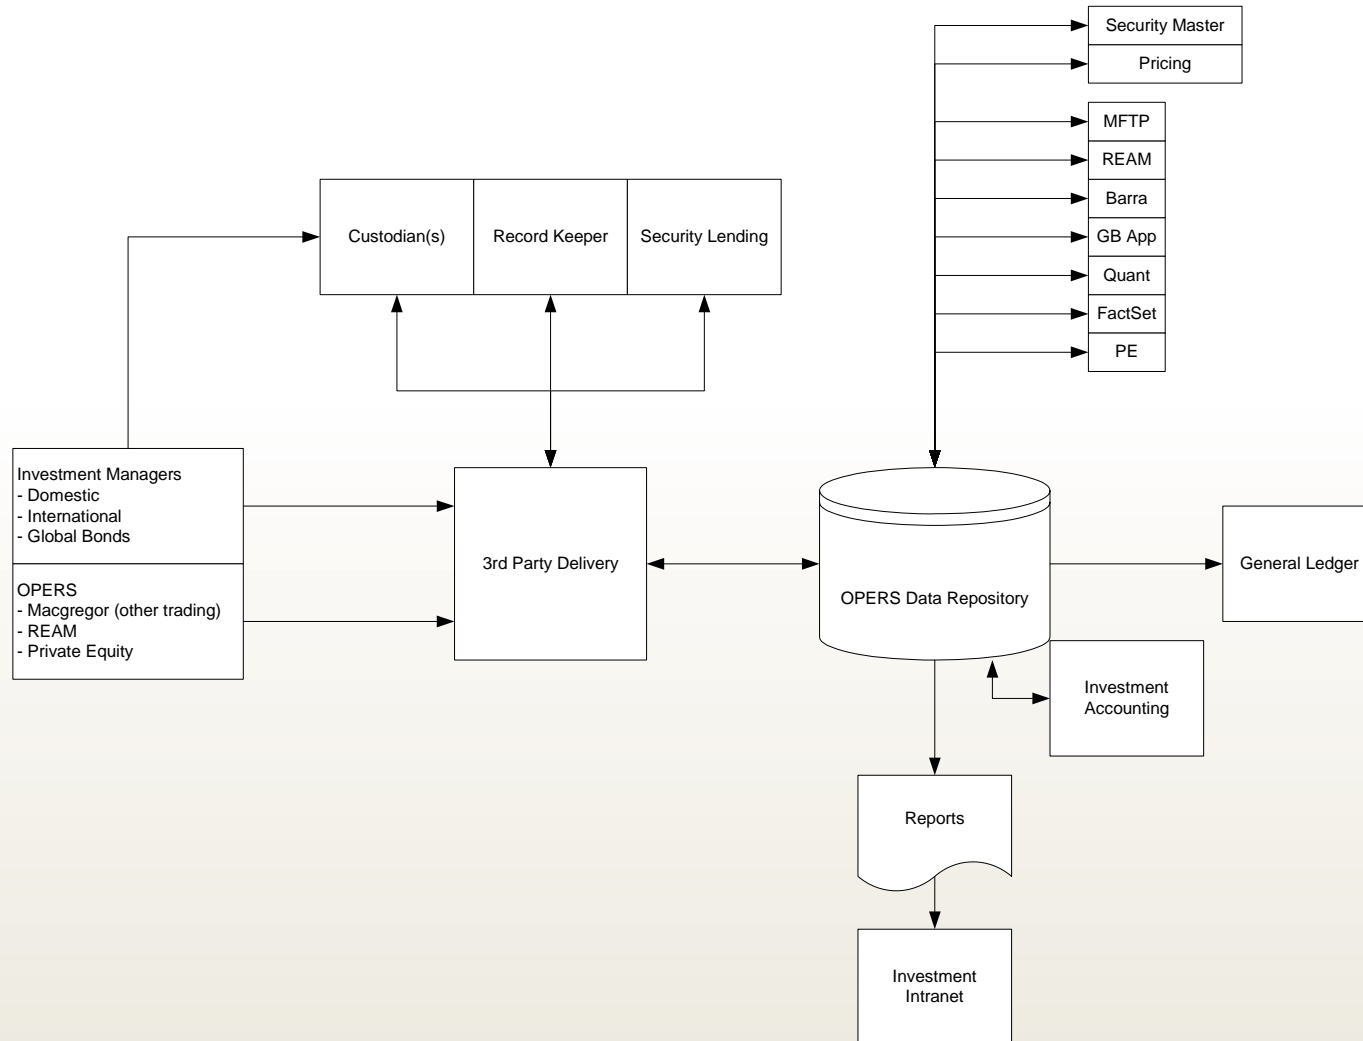 Security Master
Pricing
MFTP
REAM
Barra
GB App
Quant
FactSet
PE
Custodian(s)
Record Keeper
Security Lending
Investment Managers
- Domestic
- International
- Global Bonds
OPERS
- Macgregor (other trading)
- REAM
- Private Equity
3rd Party Delivery
OPERS Data Repository
General Ledger
Investment
Accounting
Reports
Investment
Intranet